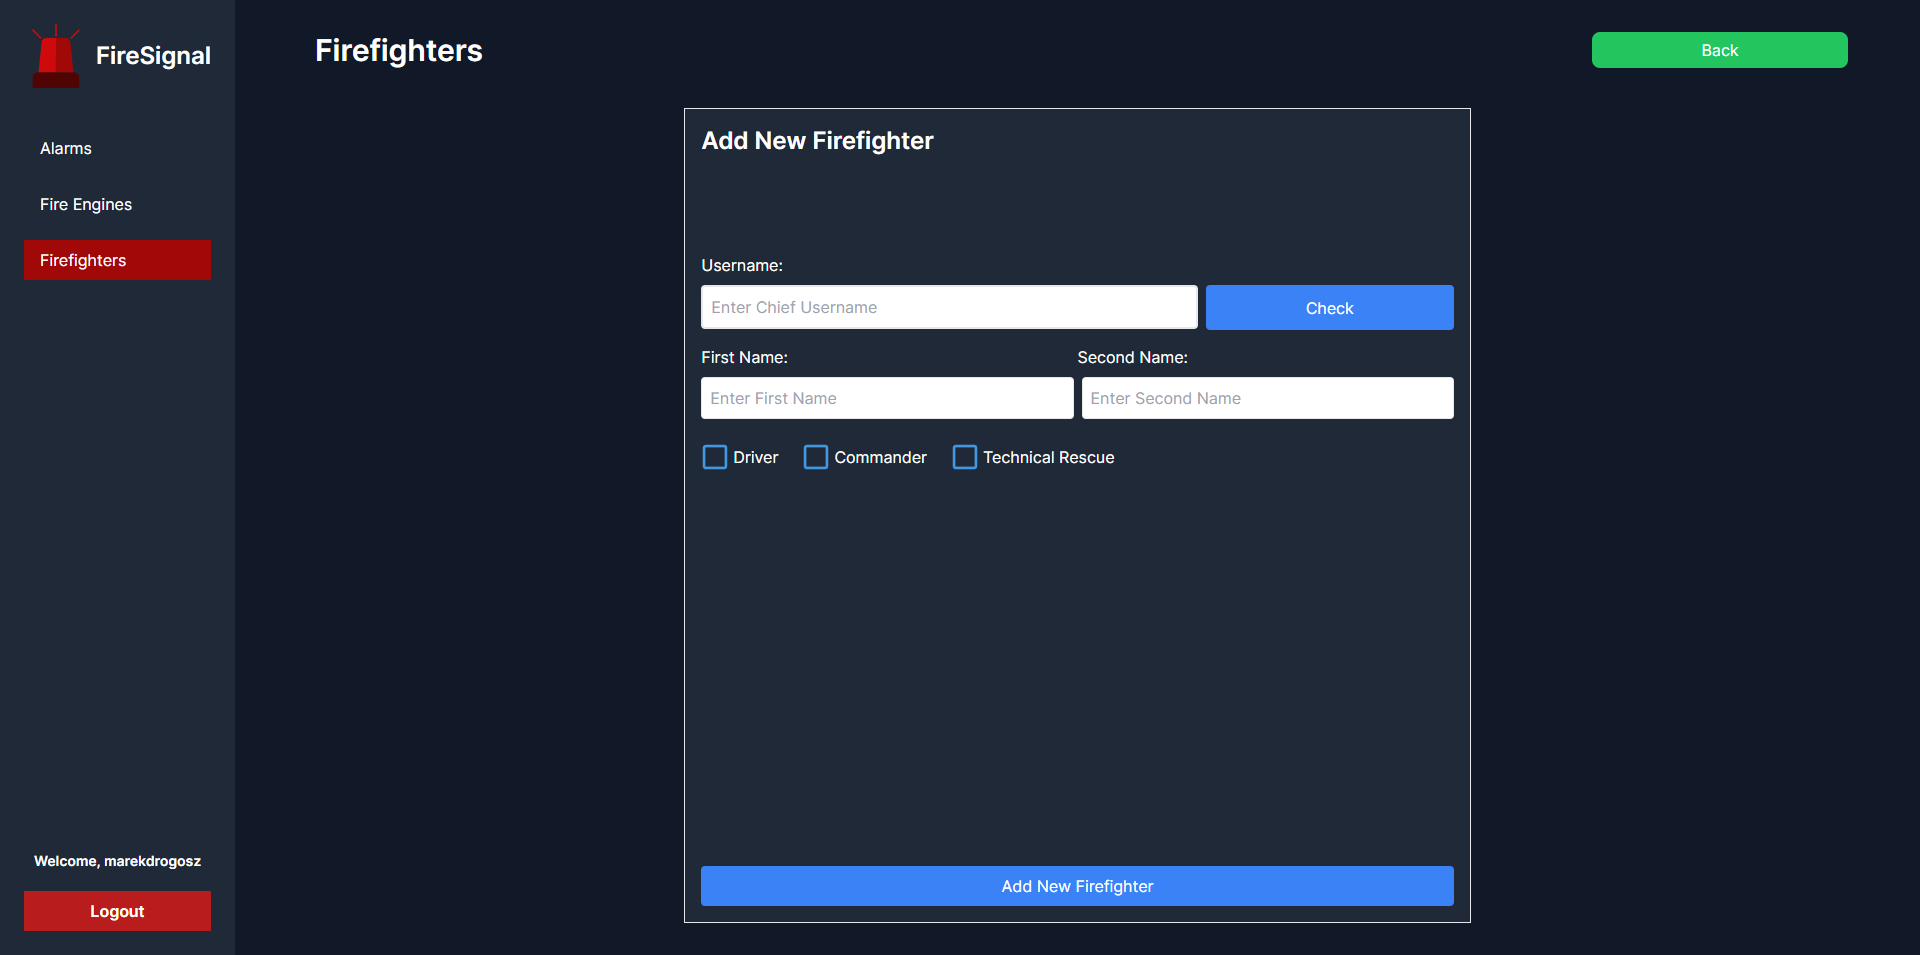 FireSignal
Alarms
Fire Engines
Firefighters
Welcome, marekdrogosz
Logout
Firefighters
Back
Add New Firefighter
Username:
Enter Chief Username
Check
First Name:
Second Name:
Enter First Name
Enter Second Name
Driver
Commander
Technical Rescue
Add New Firefighter